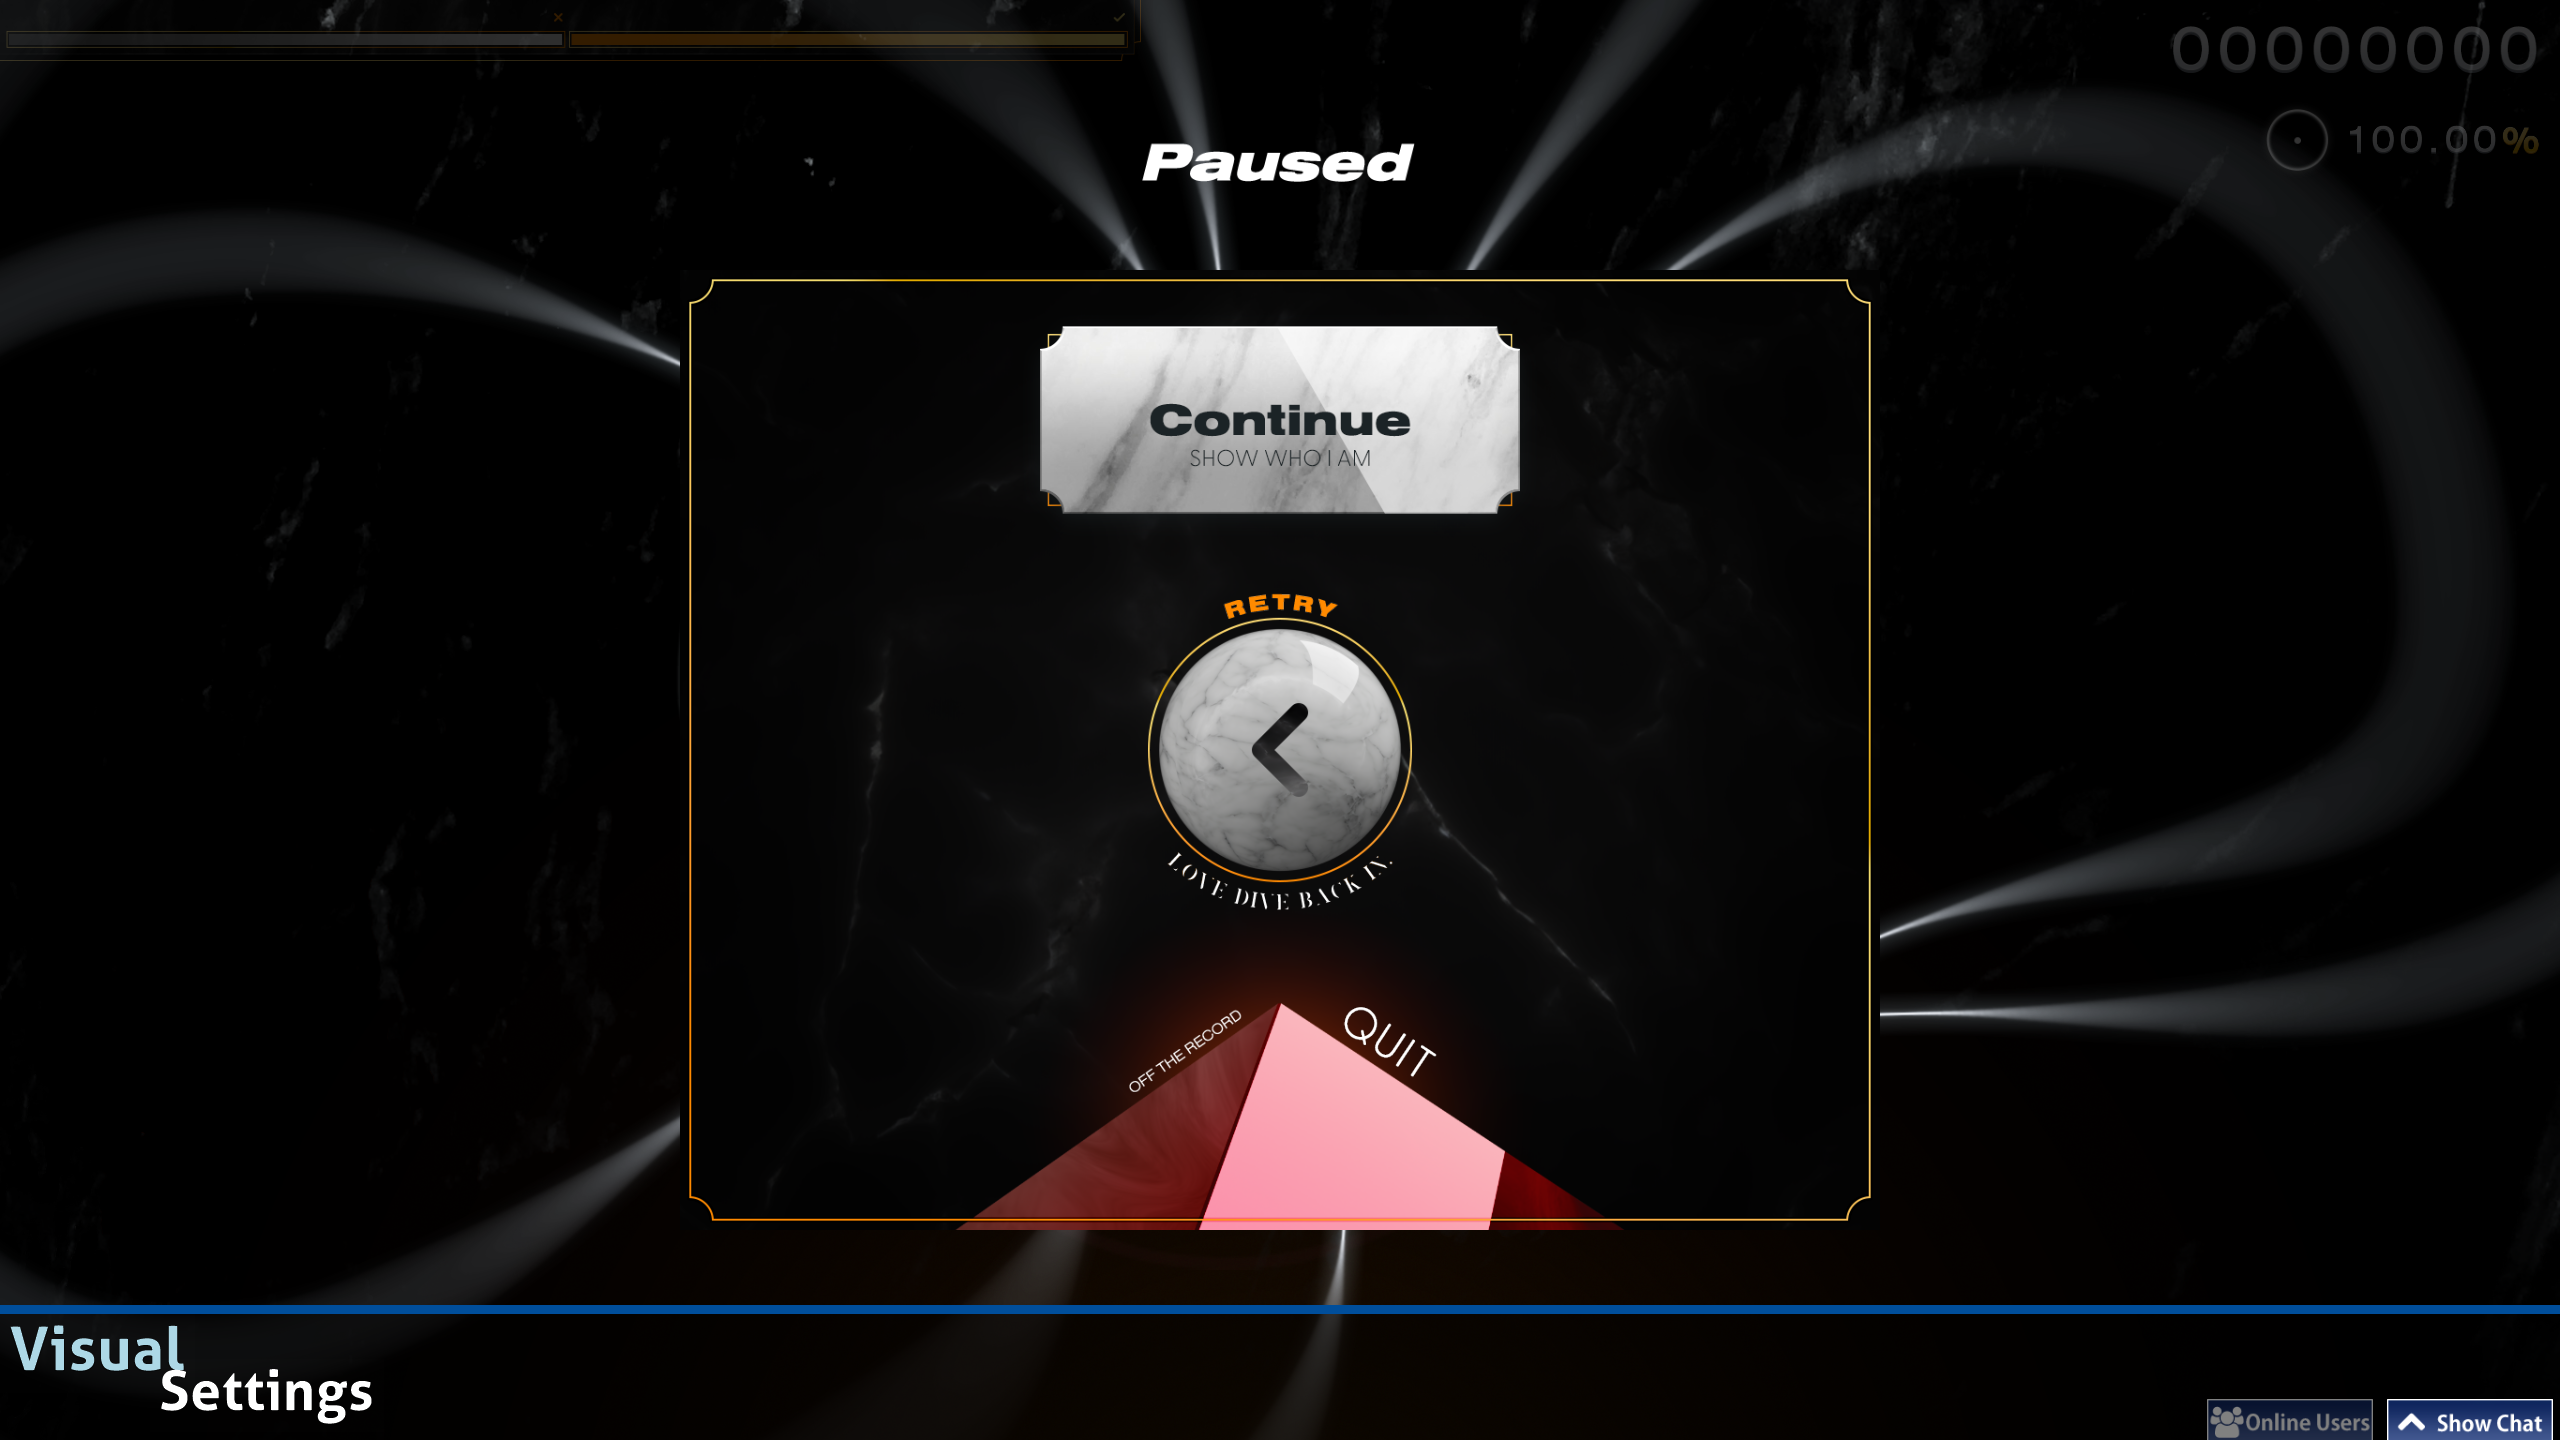 00000000
100.00%
Paused
Continue
SHOW WHO I AM
RETRY
LOVE DIVE BACK IN.
OFF THE RECORD
QUIT
Visual
Settings
Online Users
Show Chat